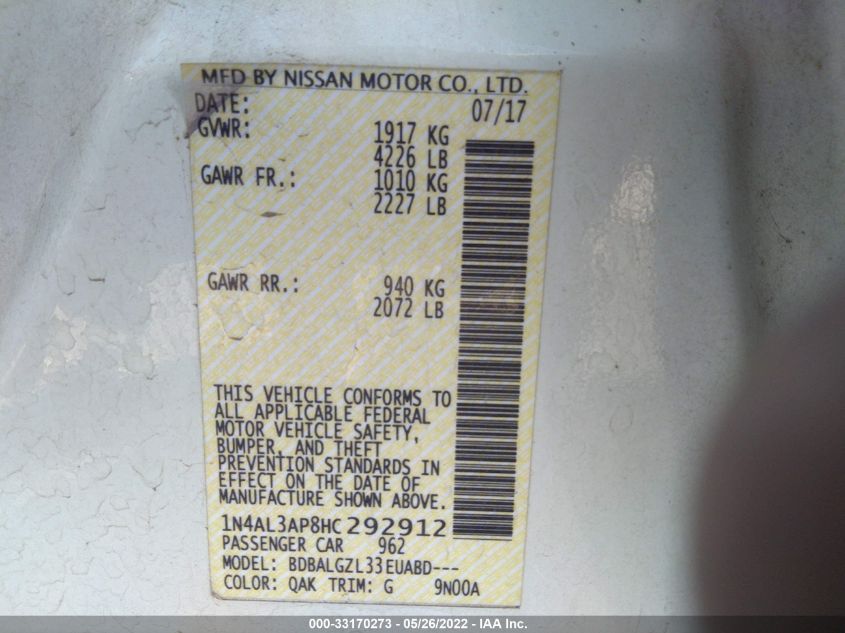 MFD BY NISSAN MOTOR CO., LTD.
DATE: 07/17
GVWR: 1917 KG
4226 LB
GAWR FR.: 1010 KG
2227 LB
GAWR RR.: 940 KG
2072 LB
THIS VEHICLE CONFORMS TO
ALL APPLICABLE FEDERAL
MOTOR VEHICLE SAFETY,
BUMPER, AND THEFT
PREVENTION STANDARDS IN
EFFECT ON THE DATE OF
MANUFACTURE SHOWN ABOVE.
1N4AL3AP8HC292912
PASSENGER CAR 962
MODEL: BDBALGZL33EUABD---
COLOR: QAK TRIM: G 9N00A
000-33170273 - 05/26/2022 - IAA Inc.